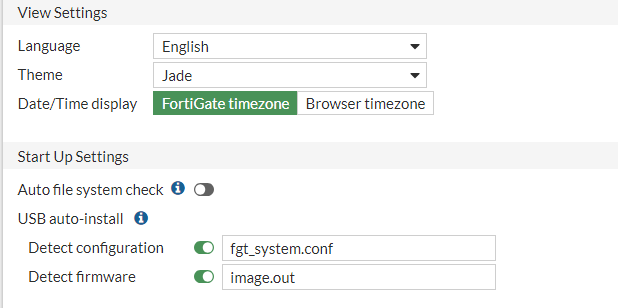 View Settings
Language English
Theme Jade
Date/Time display FortiGate timezone Browser timezone
Start Up Settings
Auto file system check
USB auto-install
Detect configuration fgt_system.conf
Detect firmware image.out